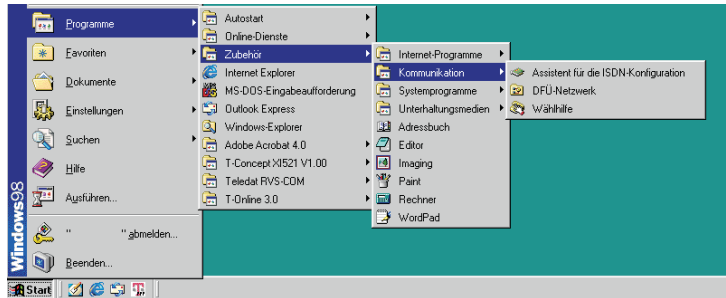 Programme
Favoriten
Dokumente
Einstellungen
Suchen
Hilfe
Ausführen...
"               "abmelden...
Beenden...
Windows98
Autostart
Online-Dienste
Zubehör
Internet Explorer
MS-DOS-Eingabeaufforderung
Outlook Express
Windows-Explorer
Adobe Acrobat 4.0
T-Concept XI521 V1.00
Teledat RVS-COM
T-Online 3.0
Internet-Programme
Kommunikation
Systemprogramme
Unterhaltungsmedien
Adressbuch
Editor
Imaging
Paint
Rechner
WordPad
Assistent für die ISDN-Konfiguration
DFÜ-Netzwerk
Wählhilfe
Start